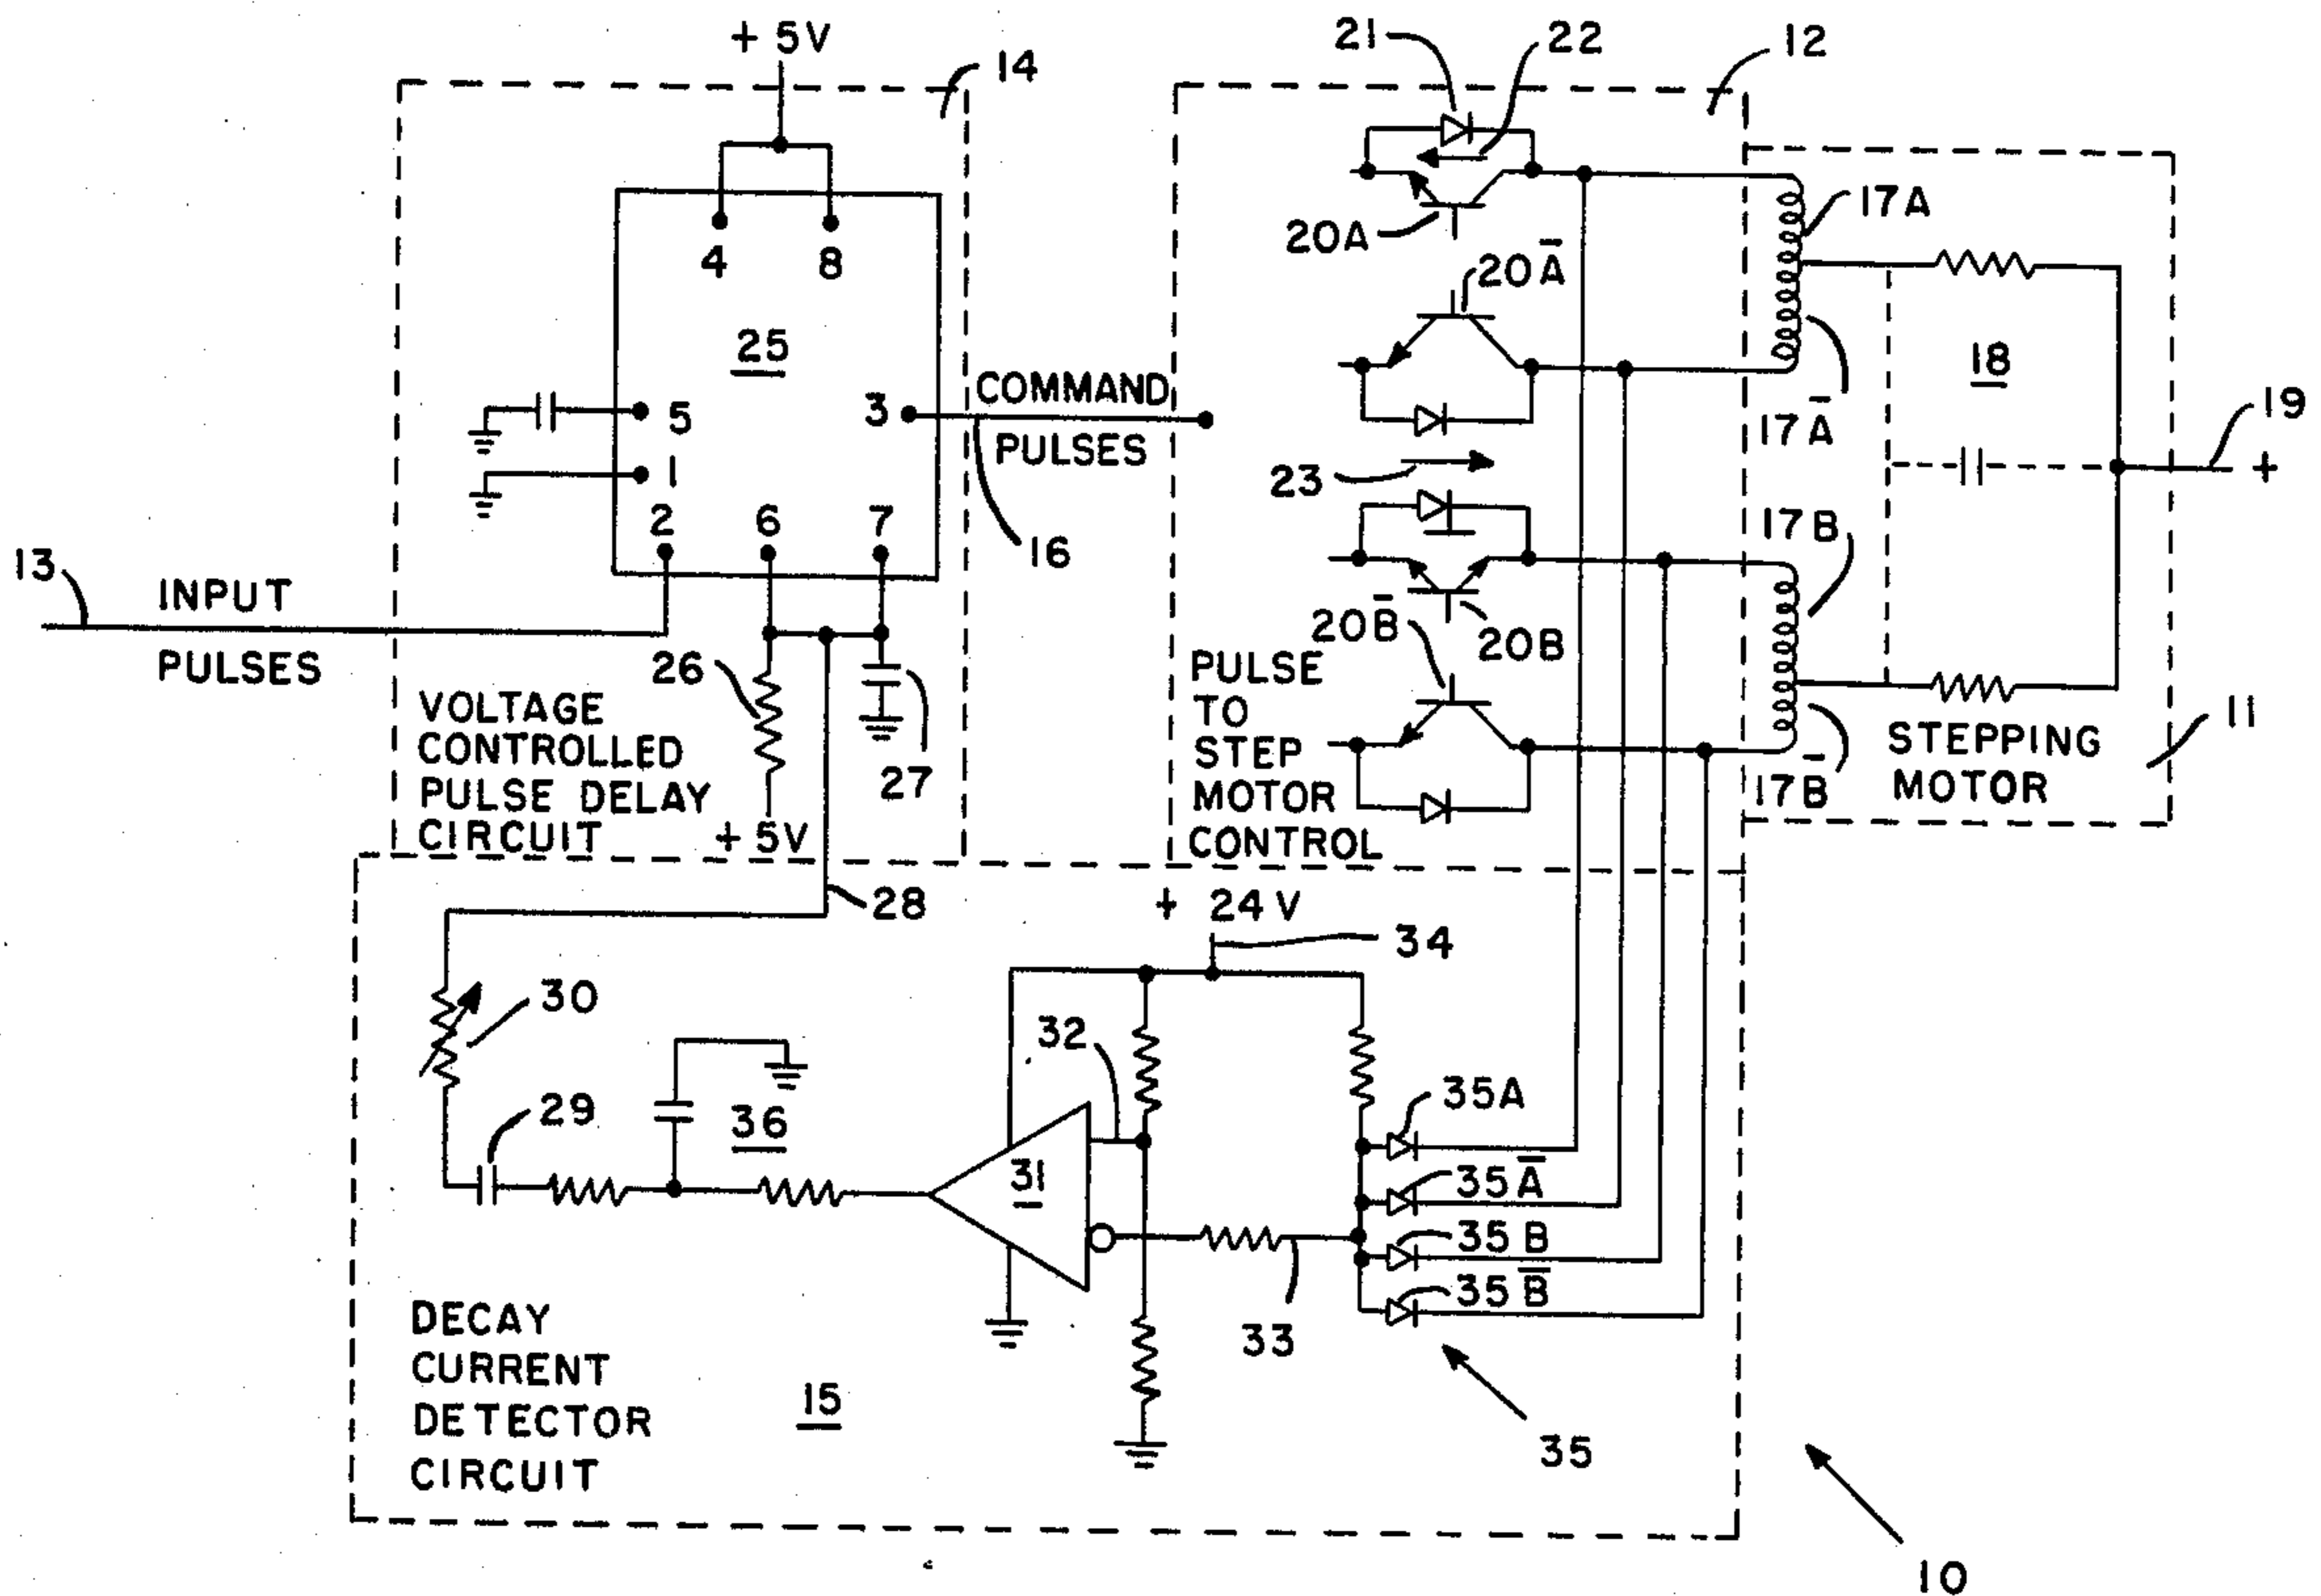 + 5V
14
21
22
12
4
8
25
5
1
3
2
6
7
COMMAND
PULSES
16
13
INPUT
PULSES
26
27
VOLTAGE
CONTROLLED
PULSE DELAY
CIRCUIT
+ 5V
28
20A
20Ā
23
20B̄
20B
PULSE
TO
STEP
MOTOR
CONTROL
17A
17Ā
18
19
+
17B
17B̄
STEPPING
MOTOR
11
+ 24V
34
30
32
29
36
31
35A
35Ā
35B
35B̄
33
35
DECAY
CURRENT
DETECTOR
CIRCUIT
15
10